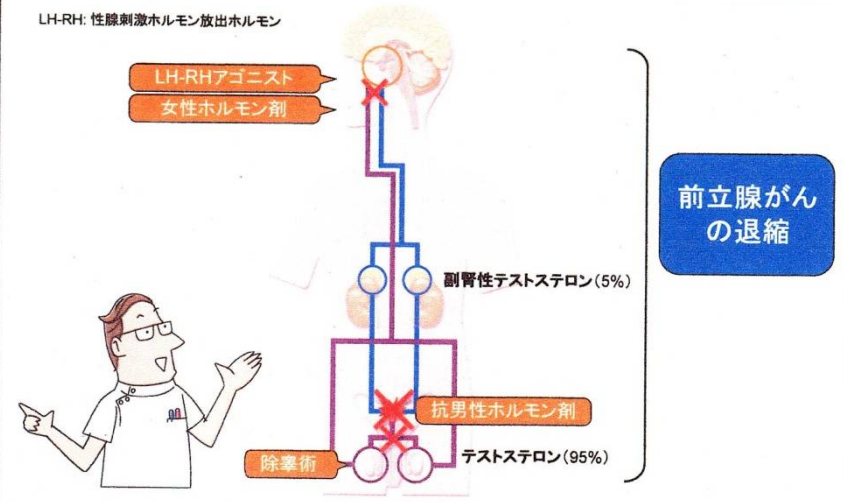 LH-RH: 性腺刺激ホルモン放出ホルモン
LH-RHアゴニスト
女性ホルモン剤
前立腺がん
の退縮
副腎性テストステロン(5%)
抗男性ホルモン剤
除睾術
テストステロン(95%)